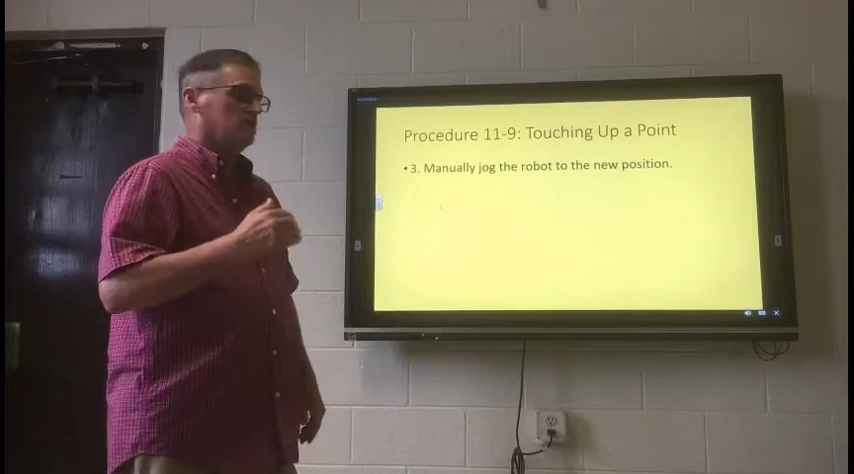 Procedure 11-9: Touching Up a Point
• 3. Manually jog the robot to the new position.